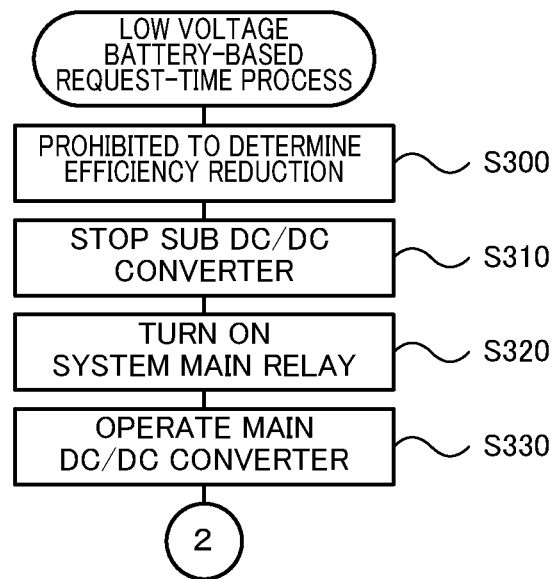 LOW VOLTAGE
BATTERY-BASED
REQUEST-TIME PROCESS
PROHIBITED TO DETERMINE
EFFICIENCY REDUCTION
S300
STOP SUB DC/DC
CONVERTER
S310
TURN ON
SYSTEM MAIN RELAY
S320
OPERATE MAIN
DC/DC CONVERTER
S330
2